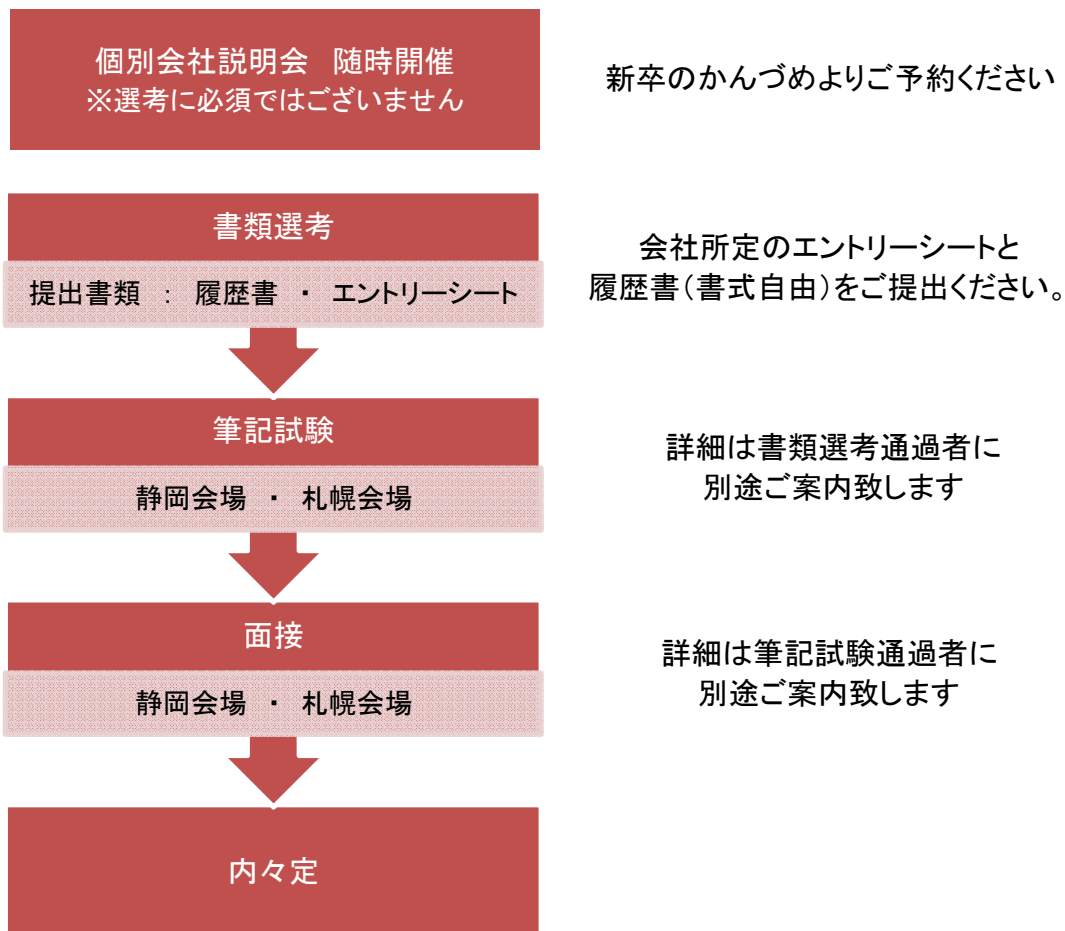 個別会社説明会　随時開催
※選考に必須ではございません
新卒のかんづめよりご予約ください
書類選考
提出書類　：　履歴書　・　エントリーシート
会社所定のエントリーシートと
履歴書（書式自由）をご提出ください。
筆記試験
静岡会場　・　札幌会場
詳細は書類選考通過者に
別途ご案内致します
面接
静岡会場　・　札幌会場
詳細は筆記試験通過者に
別途ご案内致します
内々定